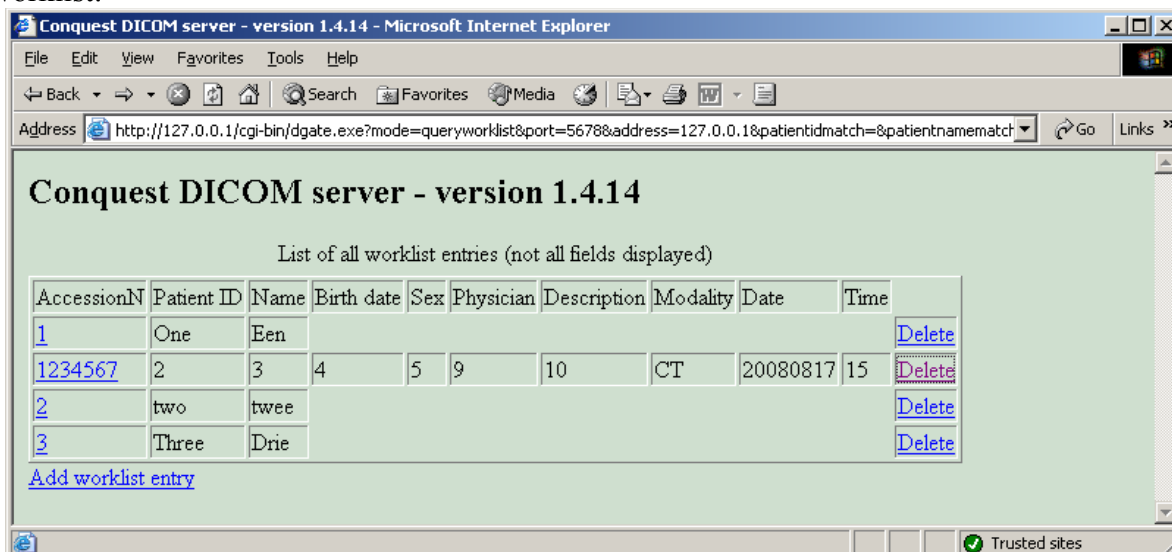 Conquest DICOM server - version 1.4.14 - Microsoft Internet Explorer
File Edit View Favorites Tools Help
Back Search Favorites Media
Address http://127.0.0.1/cgi-bin/dgate.exe?mode=queryworklist&port=5678&address=127.0.0.1&patientidmatch=&patientnamematch Go Links »
Conquest DICOM server - version 1.4.14
List of all worklist entries (not all fields displayed)
AccessionN Patient ID Name Birth date Sex Physician Description Modality Date Time
1 One Een Delete
1234567 2 3 4 5 9 10 CT 20080817 15 Delete
2 two twee Delete
3 Three Drie Delete
Add worklist entry
Trusted sites